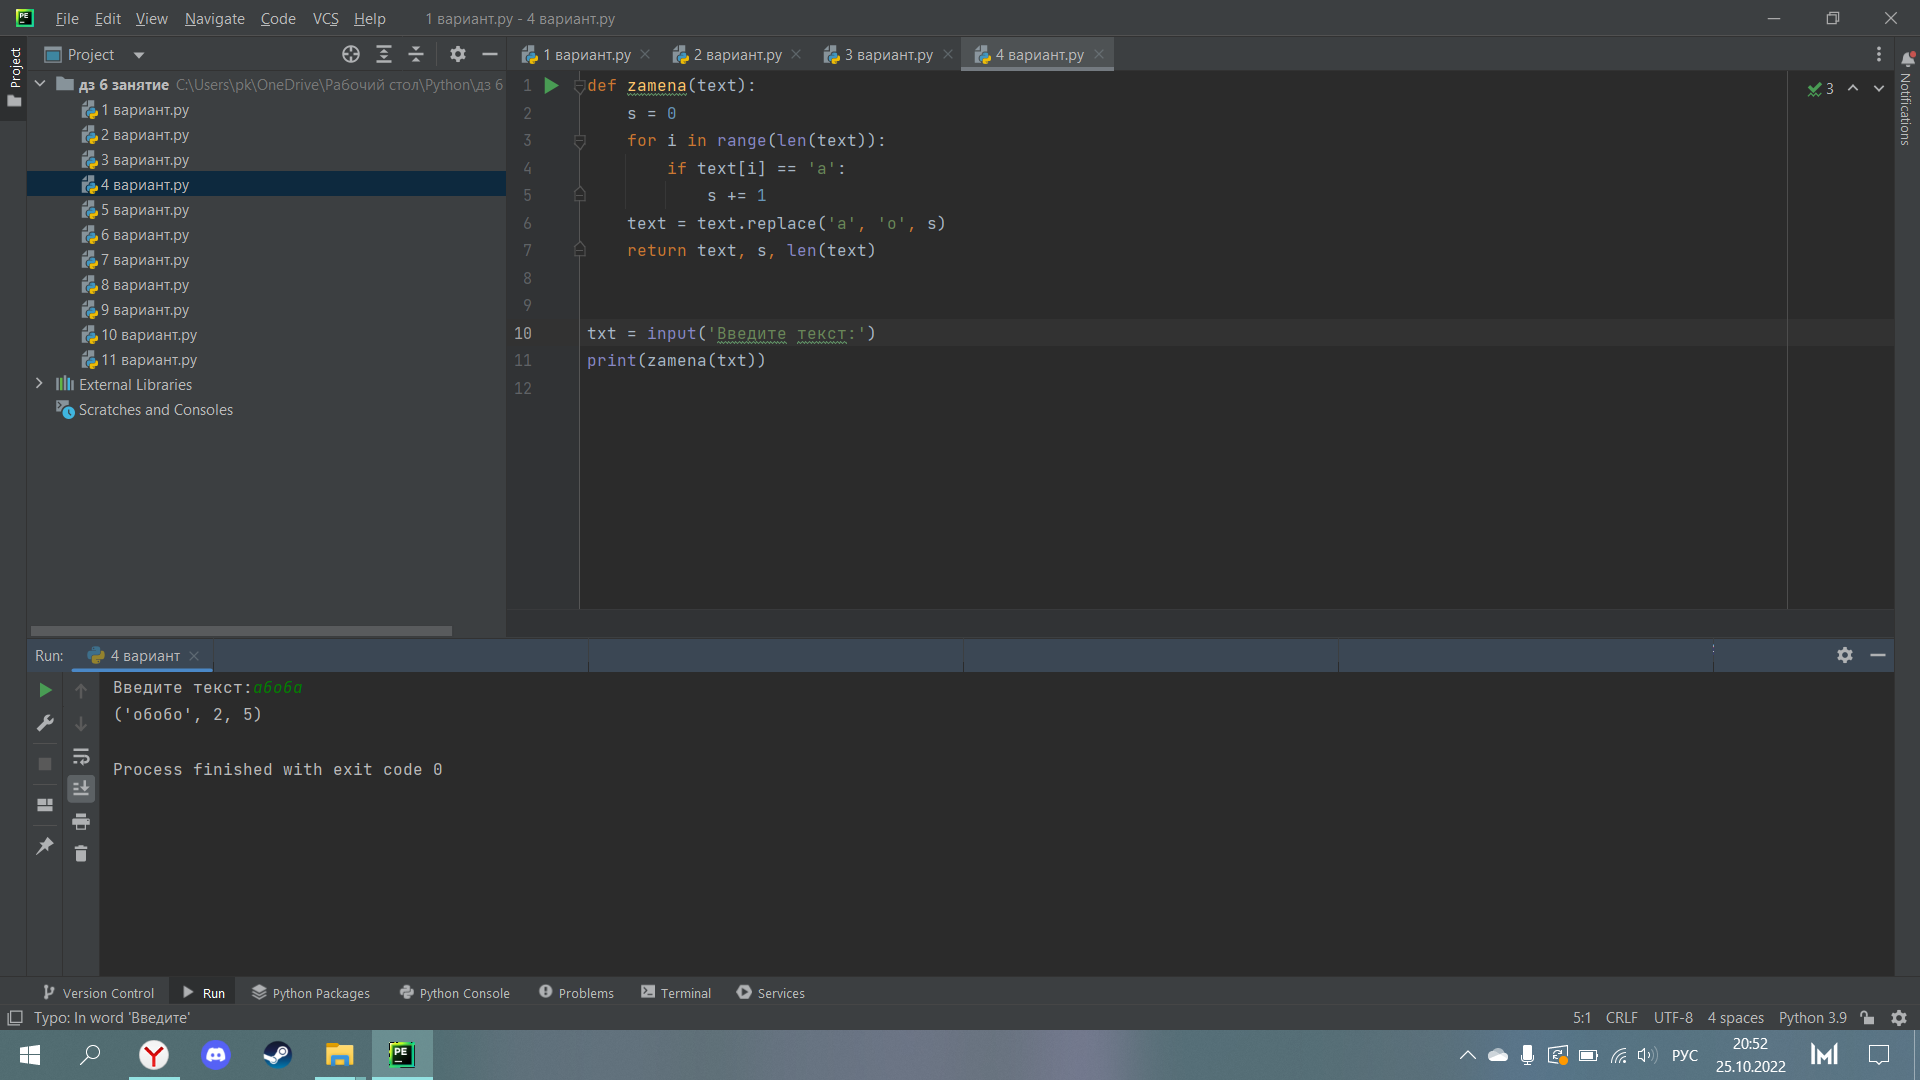 File Edit View Navigate Code VCS Help 1 вариант.py - 4 вариант.py
Project
Project
1 вариант.py
2 вариант.py
3 вариант.py
4 вариант.py
дз 6 занятие C:\Users\pk\OneDrive\Рабочий стол\Python\дз 6
1 вариант.py
2 вариант.py
3 вариант.py
4 вариант.py
5 вариант.py
6 вариант.py
7 вариант.py
8 вариант.py
9 вариант.py
10 вариант.py
11 вариант.py
External Libraries
Scratches and Consoles
1 def zamena(text):
2 s = 0
3 for i in range(len(text)):
4 if text[i] == 'а':
5 s += 1
6 text = text.replace('а', 'о', s)
7 return text, s, len(text)
8
9
10 txt = input('Введите текст:')
11 print(zamena(txt))
12
3
Notifications
Run: 4 вариант
Введите текст:абоба
('обобо', 2, 5)
Process finished with exit code 0
Version Control Run Python Packages Python Console Problems Terminal Services
Typo: In word 'Введите' 5:1 CRLF UTF-8 4 spaces Python 3.9
PE
РУС
20:52
25.10.2022